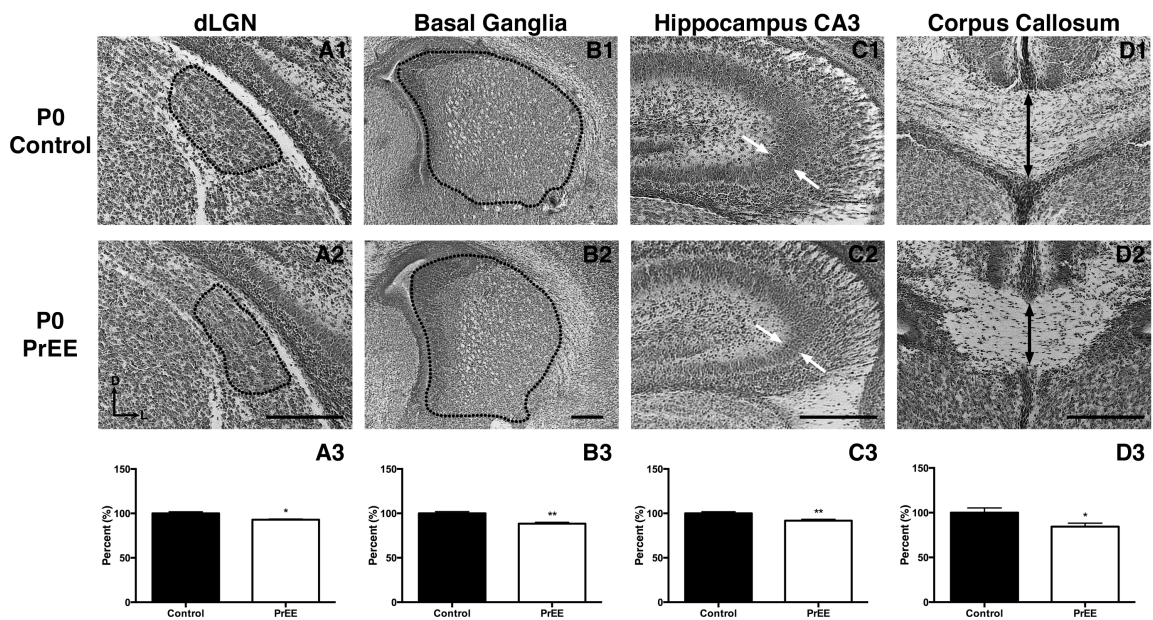 dLGN
Basal Ganglia
Hippocampus CA3
Corpus Callosum
P0
Control
A1
B1
C1
D1
P0
PrEE
A2
B2
C2
D2
D
L
A3
B3
C3
D3
Percent (%)
150
100
50
0
*
Control
PrEE
Percent (%)
150
100
50
0
**
Control
PrEE
Percent (%)
150
100
50
0
**
Control
PrEE
Percent (%)
150
100
50
0
*
Control
PrEE